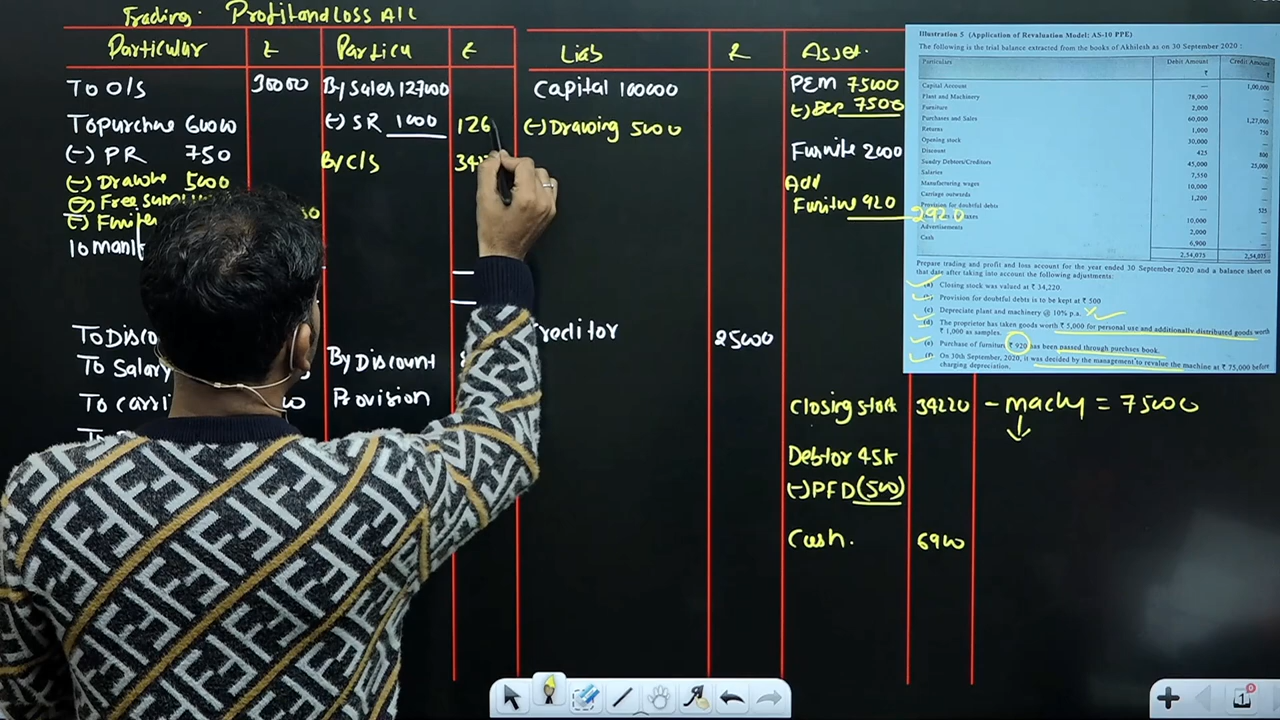 Trading. Profit and Loss A/c
Particular ₹ Particu ₹
To O/s 30000 By Sales 127000
To purchase 60000 (-) SR 1000 126
(-) PR 750 By C/s
(-) 5000
(-) Free
(-)
To manif
To Disco By Discount
To Salary Provision
To carri
Liab ₹ Asset.
Capital 100000
(-) Drawing 5000
25000
P&M 75000
(-) Dep 7500
2000
Add
920 2920
Closing stock 34220
Debtor 45K
(-) PFD (500)
Cash. 6900
- machy = 75000
Illustration 5 (Application of Revaluation Model: AS-10 PPE)
The following is the trial balance extracted from the books of Akhilesh as on 30 September 2020 :
Particulars Debit Amount ₹ Credit Amount ₹
Capital Account 1,00,000
Plant and Machinery 78,000 —
Furniture 2,000 —
Purchases and Sales 60,000 1,27,000
Returns 1,000 750
Opening stock 30,000 —
Discount 425 800
Sundry Debtors/Creditors 45,000 25,000
Salaries 7,550 —
Manufacturing wages 10,000 —
Carriage outwards 1,200 —
Provision for doubtful debts — 525
taxes 10,000 —
Advertisements 2,000 —
Cash 6,900 —
2,54,075 2,54,075
Prepare trading and profit and loss account for the year ended 30 September 2020 and a balance sheet on
that date after taking into account the following adjustments:
(a) Closing stock was valued at ₹ 34,220.
(b) Provision for doubtful debts is to be kept at ₹ 500
(c) Depreciate plant and machinery @ 10% p.a.
(d) The proprietor has taken goods worth ₹ 5,000 for personal use and additionally distributed goods worth
₹ 1,000 as samples.
(e) Purchase of furniture ₹ 920 has been passed through purchses book.
(f) On 30th September, 2020, it was decided by the management to revalue the machine at ₹ 75,000 before
charging depreciation.